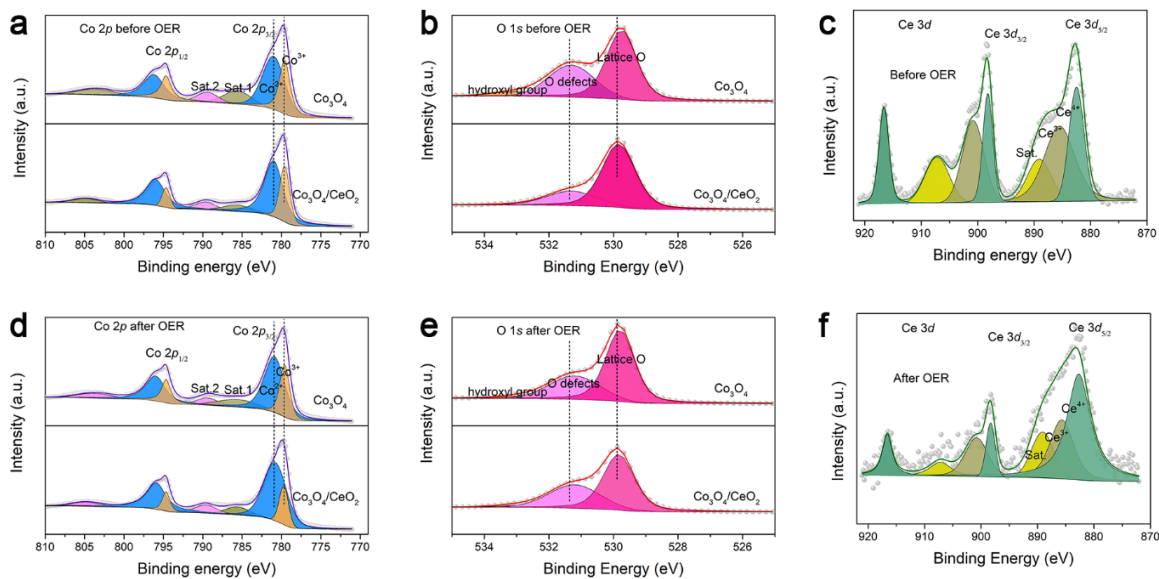 a
Co 2p before OER
Co 2p3/2
Co 2p1/2
Co3+
Sat.2
Sat.1
Co2+
Co3O4
Co3O4/CeO2
Intensity (a.u.)
810 805 800 795 790 785 780 775 770
Binding energy (eV)
b
O 1s before OER
Lattice O
O defects
hydroxyl group
Co3O4
Co3O4/CeO2
Intensity (a.u.)
534 532 530 528 526
Binding Energy (eV)
c
Ce 3d
Ce 3d3/2
Ce 3d5/2
Before OER
Ce4+
Ce3+
Sat.
Intensity (a.u.)
920 910 900 890 880 870
Binding energy (eV)
d
Co 2p after OER
Co 2p3/2
Co 2p1/2
Co3+
Sat.2
Sat.1
Co2+
Co3O4
Co3O4/CeO2
Intensity (a.u.)
810 805 800 795 790 785 780 775 770
Binding energy (eV)
e
O 1s after OER
Lattice O
O defects
hydroxyl group
Co3O4
Co3O4/CeO2
Intensity (a.u.)
534 532 530 528 526
Binding Energy (eV)
f
Ce 3d
Ce 3d3/2
Ce 3d5/2
After OER
Ce4+
Ce3+
Sat.
Intensity (a.u.)
920 910 900 890 880 870
Binding Energy (eV)